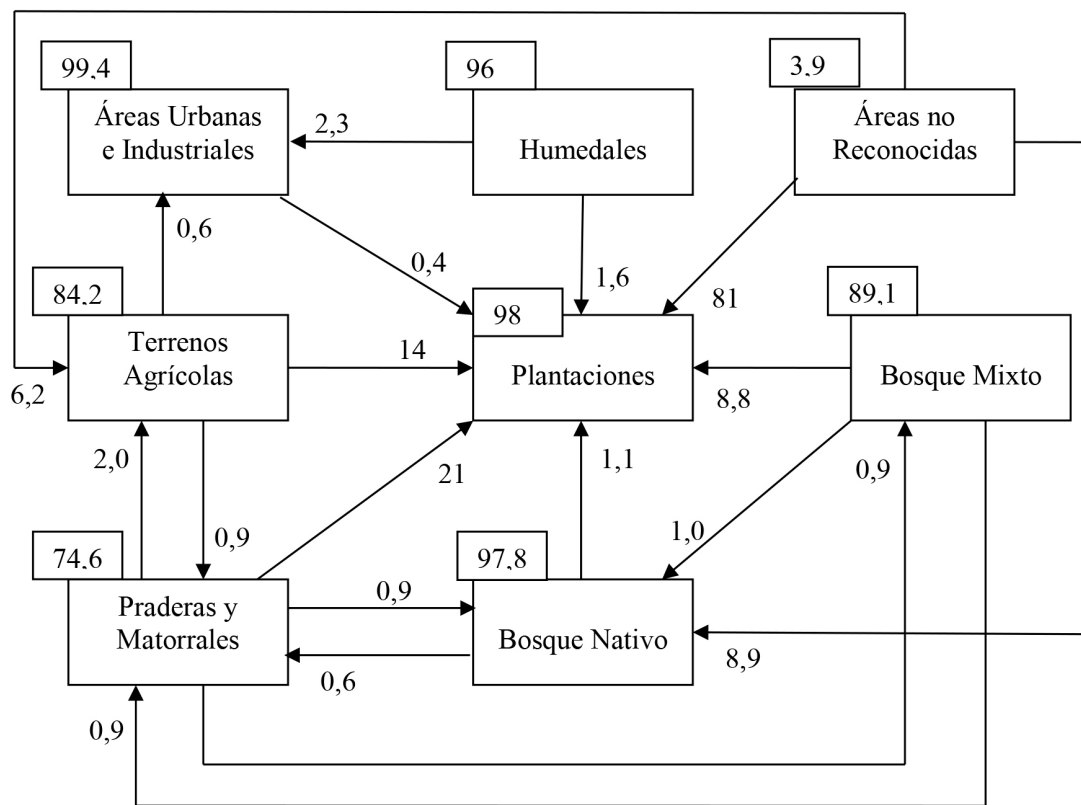 99,4
96
3,9
Áreas Urbanas
e Industriales
2,3
Humedales
Áreas no
Reconocidas
0,6
0,4
1,6
81
84,2
98
89,1
Terrenos
Agrícolas
14
Plantaciones
Bosque Mixto
6,2
8,8
2,0
21
1,1
0,9
0,9
1,0
74,6
97,8
Praderas y
Matorrales
0,9
Bosque Nativo
0,6
8,9
0,9